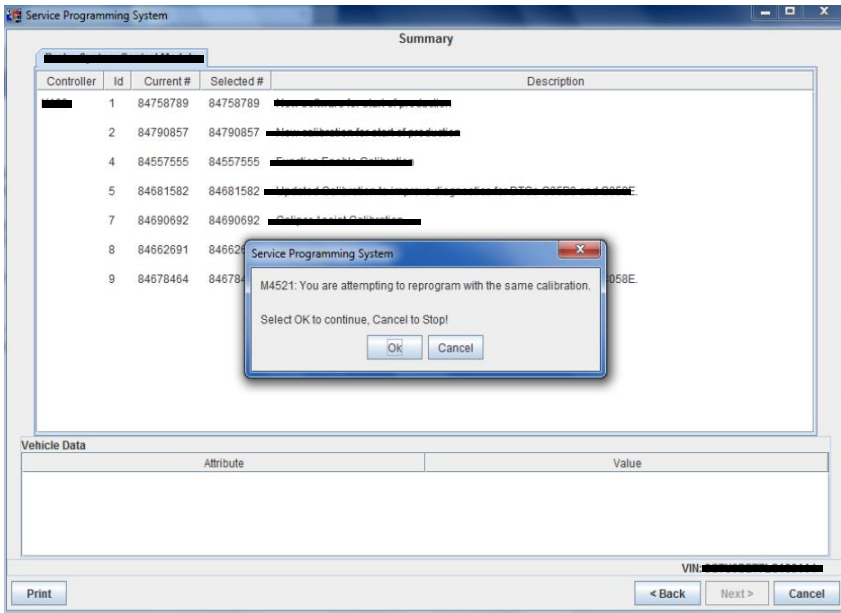 Service Programming System
Summary
Controller Id Current # Selected # Description
1 84758789 84758789
2 84790857 84790857
4 84557555 84557555
5 84681582 84681582
7 84690692 84690692
8 84662691
9 84678464 058E.
Service Programming System
M4521: You are attempting to reprogram with the same calibration.
Select OK to continue, Cancel to Stop!
Ok Cancel
Vehicle Data
Attribute Value
VIN:
Print < Back Next > Cancel